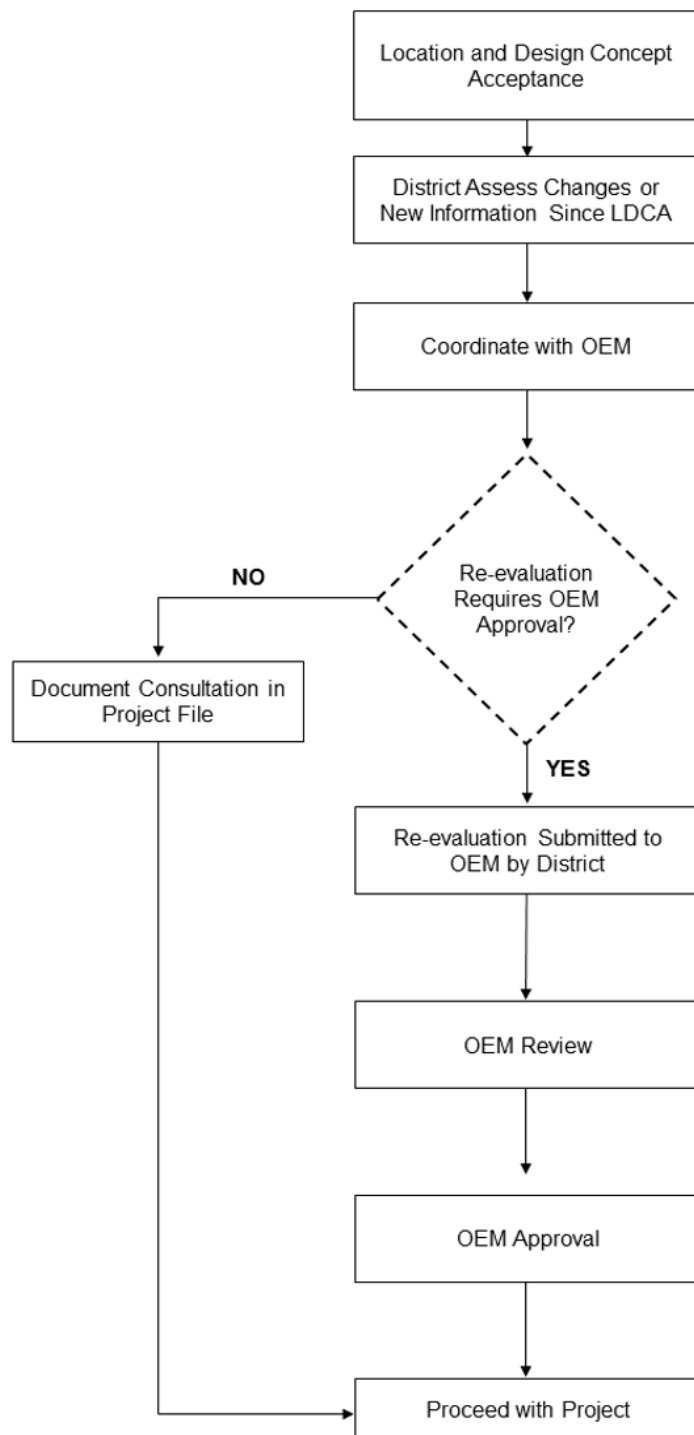 Location and Design Concept
Acceptance
District Assess Changes or
New Information Since LDCA
Coordinate with OEM
Re-evaluation
Requires OEM
Approval?
NO
Document Consultation in
Project File
YES
Re-evaluation Submitted to
OEM by District
OEM Review
OEM Approval
Proceed with Project